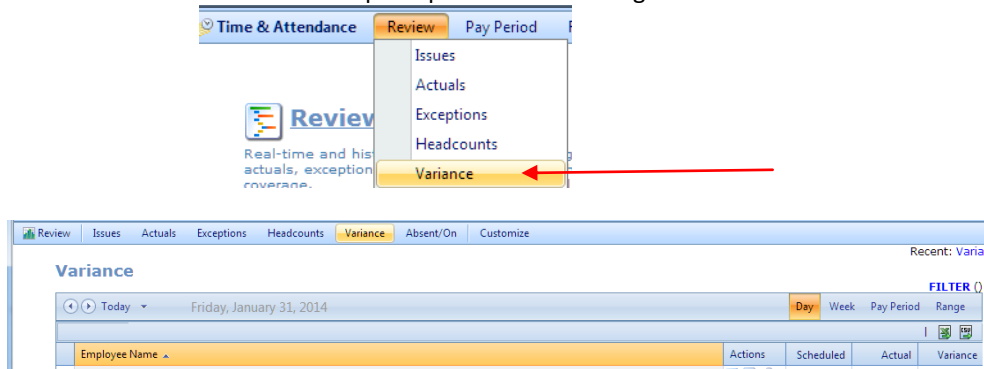 Time & Attendance Review Pay Period
Issues
Actuals
Exceptions
Headcounts
Variance
Review
Real-time and his
actuals, exception
coverage.
Review Issues Actuals Exceptions Headcounts Variance Absent/On Customize
Recent: Varia
Variance
FILTER ()
Today Friday, January 31, 2014 Day Week Pay Period Range
Employee Name Actions Scheduled Actual Variance